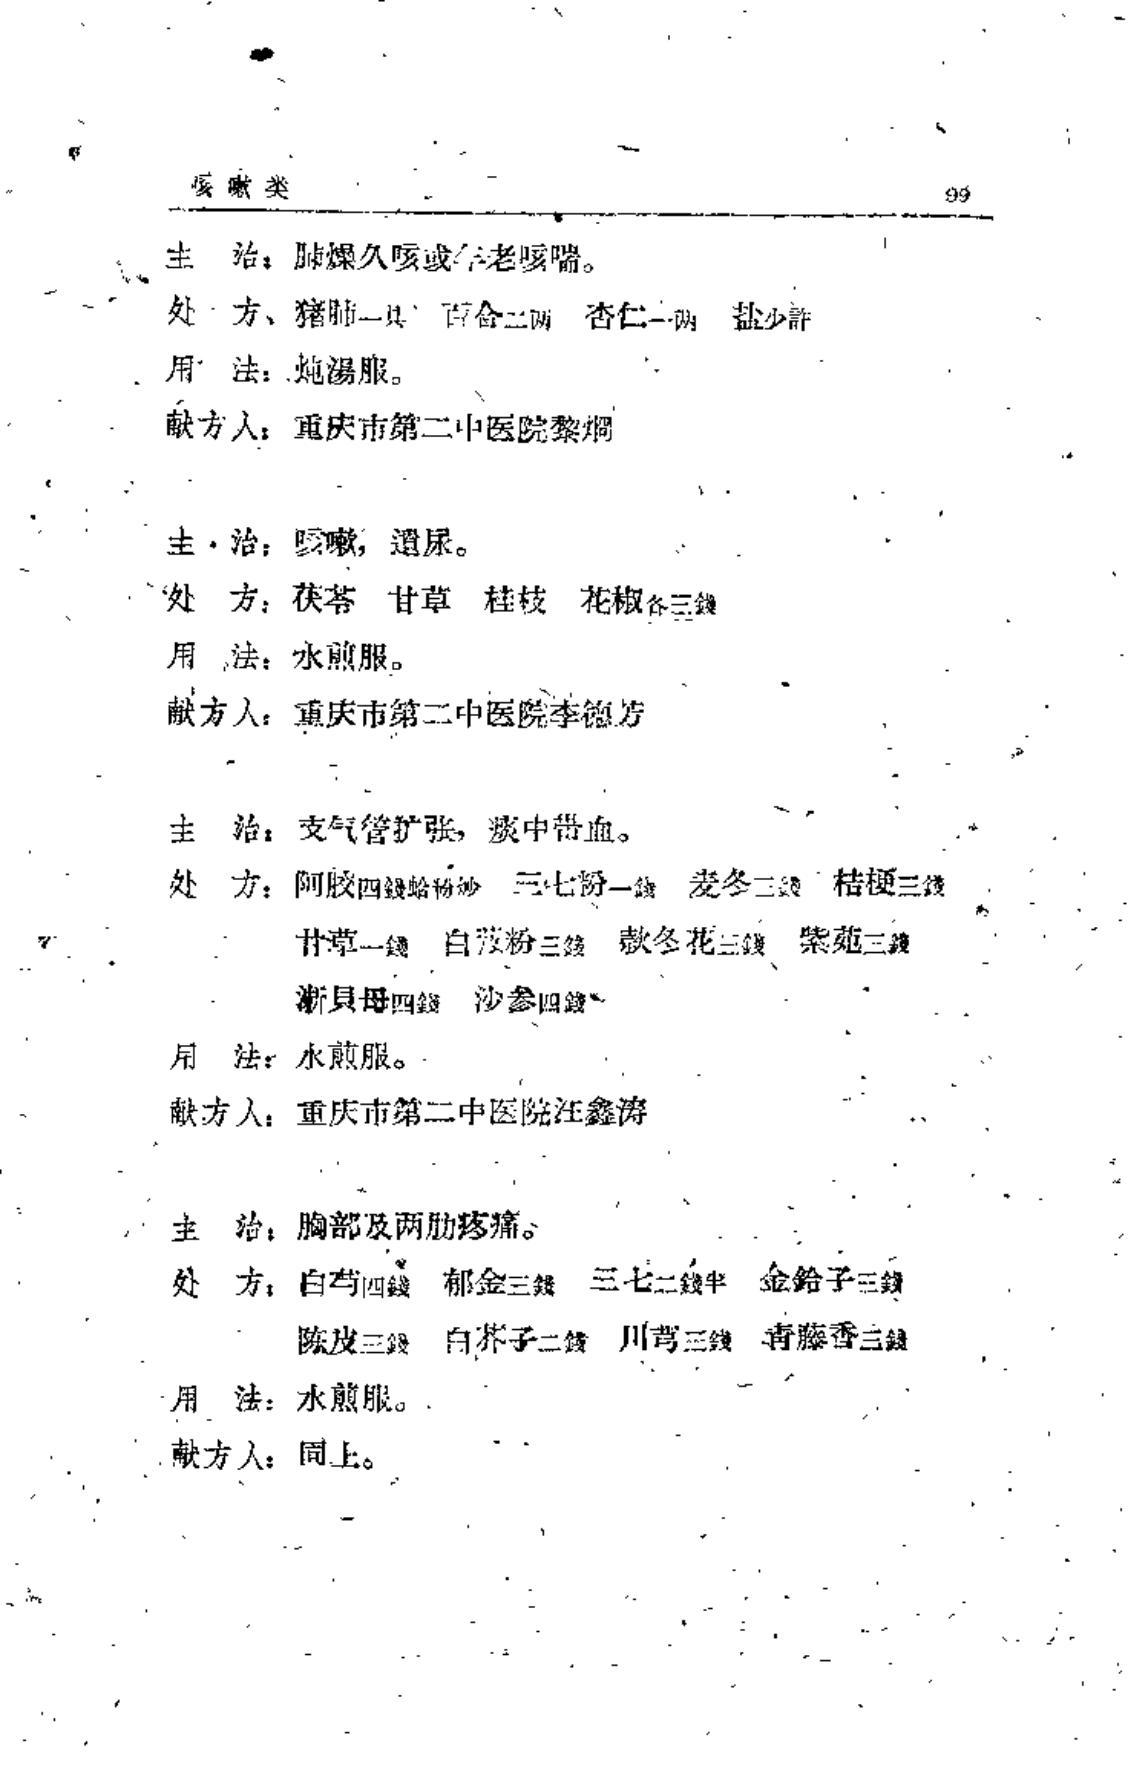 咳嗽类 99
主 治：肺燥久咳或年老咳喘。
处 方、猪肺一具 百合二两 杏仁一两 盐少許
用 法：炖湯服。
献方人：重庆市第二中医院黎烱
主 治：咳嗽，遺尿。
处 方：茯苓 甘草 桂枝 花椒各三錢
用 法：水煎服。
献方人：重庆市第二中医院李德芳
主 治：支气管扩张，痰中带血。
处 方：阿胶四錢蛤粉炒 三七粉一錢 麦冬三錢 桔梗三錢
甘草一錢 白芨粉三錢 款冬花三錢 紫菀三錢
浙貝母四錢 沙参四錢
用 法：水煎服。
献方人：重庆市第二中医院汪鑫涛
主 治：胸部及两肋疼痛。
处 方：白芍四錢 郁金三錢 三七二錢半 金鈴子三錢
陈皮三錢 白芥子二錢 川芎三錢 青藤香三錢
用 法：水煎服。
献方人：同上。